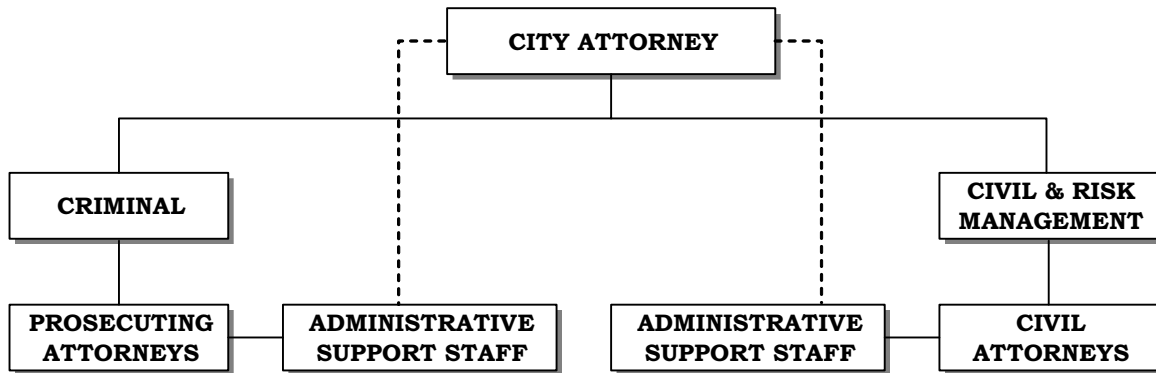 CITY ATTORNEY
CRIMINAL
CIVIL & RISK
MANAGEMENT
PROSECUTING
ATTORNEYS
ADMINISTRATIVE
SUPPORT STAFF
ADMINISTRATIVE
SUPPORT STAFF
CIVIL
ATTORNEYS